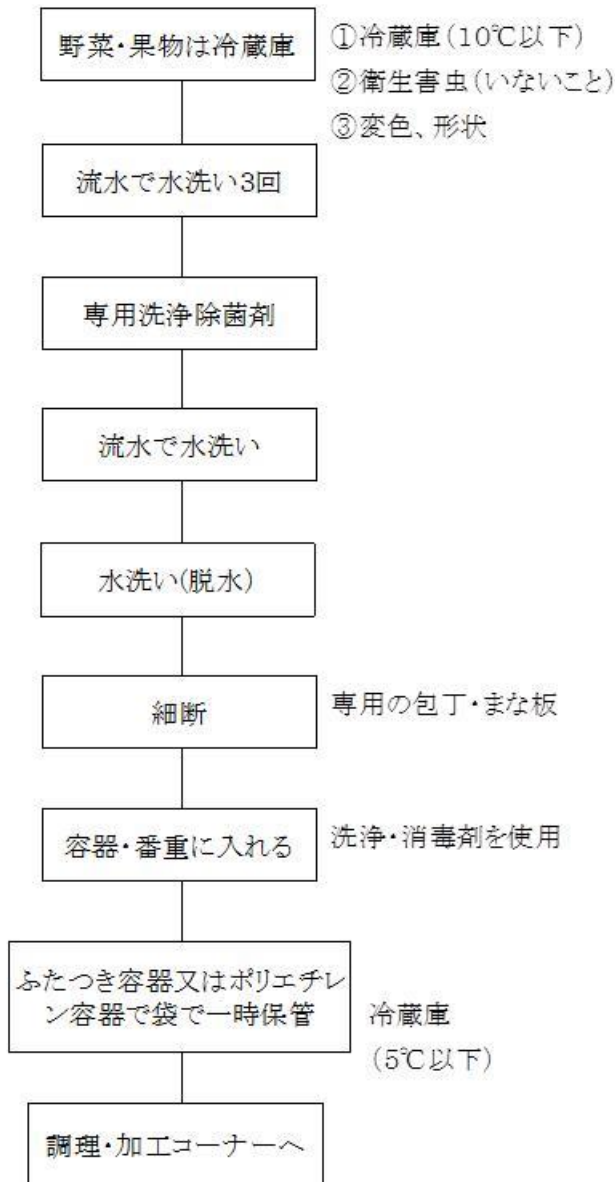 野菜・果物は冷蔵庫
①冷蔵庫(10℃以下)
②衛生害虫(いないこと)
③変色、形状
流水で水洗い3回
専用洗浄除菌剤
流水で水洗い
水洗い(脱水)
細断
専用の包丁・まな板
容器・番重に入れる
洗浄・消毒剤を使用
ふたつき容器又はポリエチレ
ン容器で袋で一時保管
冷蔵庫
(5℃以下)
調理・加工コーナーへ